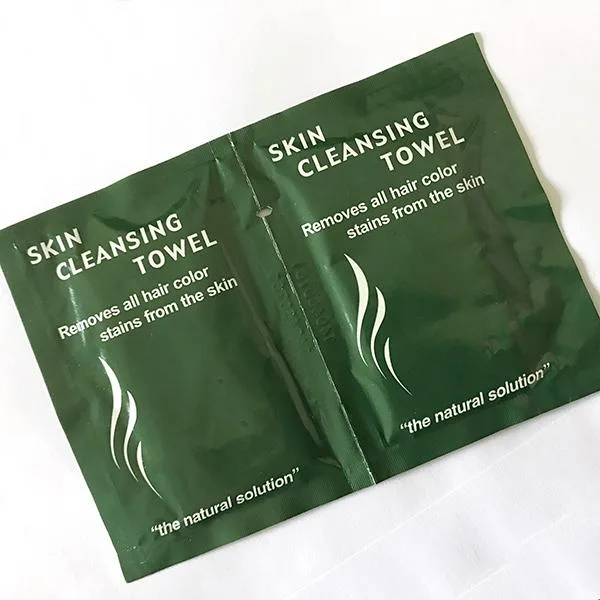 SKIN
CLEANSING
TOWEL
Removes all hair color
stains from the skin
“the natural solution”
SKIN
CLEANSING
TOWEL
Removes all hair color
stains from the skin
“the natural solution”